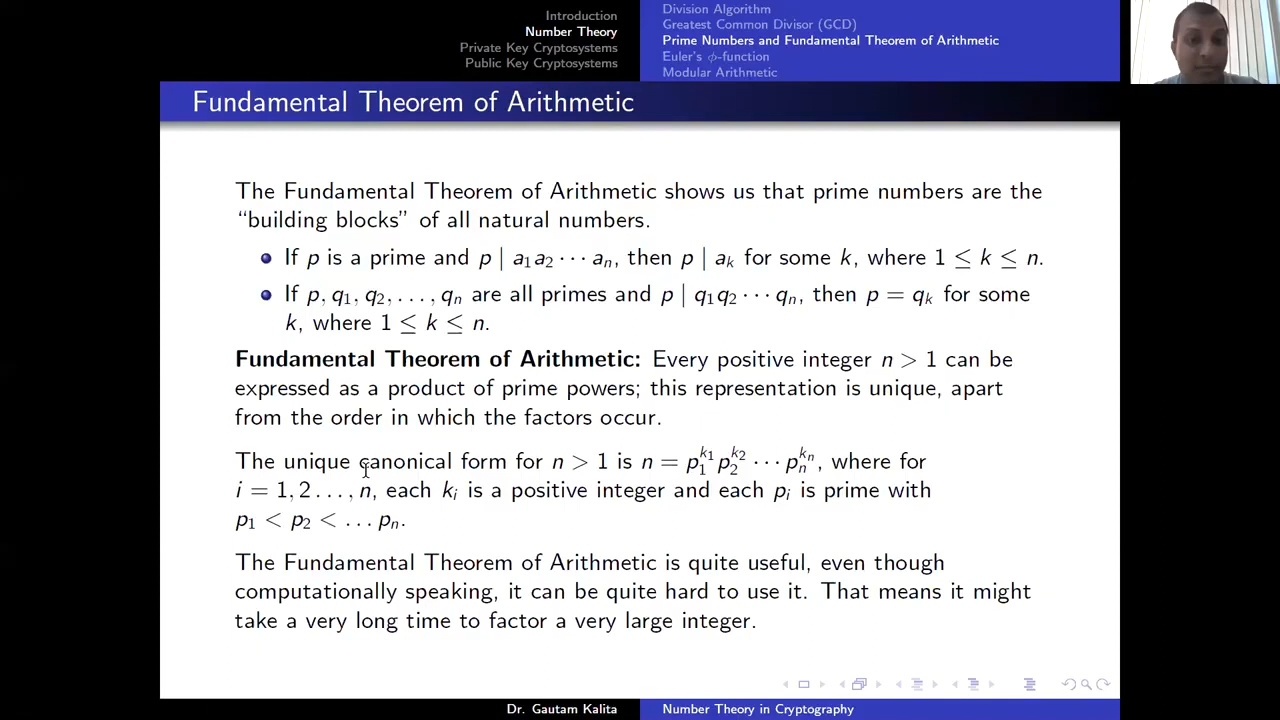 Introduction
Number Theory
Private Key Cryptosystems
Public Key Cryptosystems
Division Algorithm
Greatest Common Divisor (GCD)
Prime Numbers and Fundamental Theorem of Arithmetic
Euler's ϕ-function
Modular Arithmetic
Fundamental Theorem of Arithmetic
The Fundamental Theorem of Arithmetic shows us that prime numbers are the
“building blocks” of all natural numbers.
If p is a prime and p | a₁a₂ ⋯ aₙ, then p | aₖ for some k, where 1 ≤ k ≤ n.
If p, q₁, q₂, …, qₙ are all primes and p | q₁q₂ ⋯ qₙ, then p = qₖ for some
k, where 1 ≤ k ≤ n.
Fundamental Theorem of Arithmetic: Every positive integer n > 1 can be
expressed as a product of prime powers; this representation is unique, apart
from the order in which the factors occur.
The unique canonical form for n > 1 is n = p₁^{k₁} p₂^{k₂} ⋯ pₙ^{kₙ}, where for
i = 1, 2 …, n, each kᵢ is a positive integer and each pᵢ is prime with
p₁ < p₂ < … pₙ.
The Fundamental Theorem of Arithmetic is quite useful, even though
computationally speaking, it can be quite hard to use it. That means it might
take a very long time to factor a very large integer.
Dr. Gautam Kalita
Number Theory in Cryptography